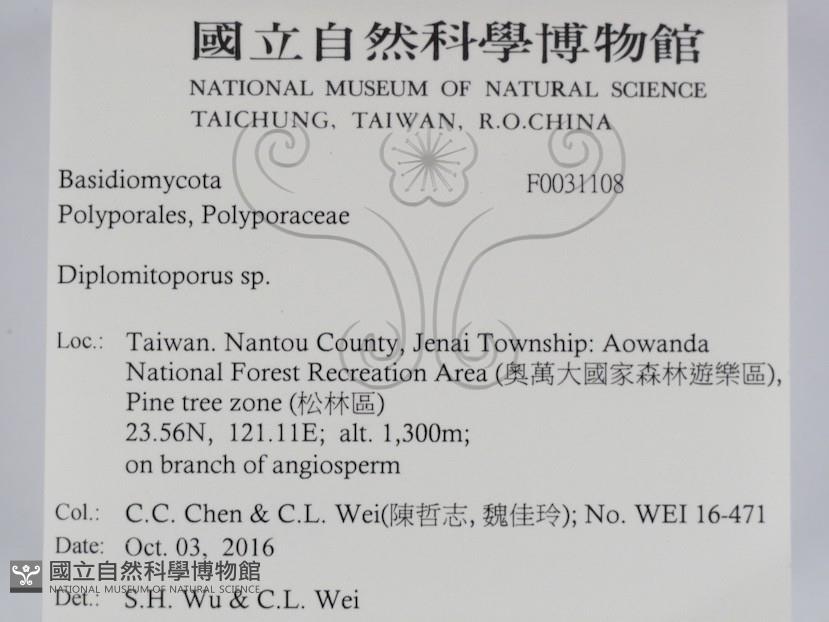 國立自然科學博物館
NATIONAL MUSEUM OF NATURAL SCIENCE
TAICHUNG, TAIWAN, R.O.CHINA
Basidiomycota F0031108
Polyporales, Polyporaceae
Diplomitoporus sp.
Loc.: Taiwan. Nantou County, Jenai Township: Aowanda
National Forest Recreation Area (奧萬大國家森林遊樂區),
Pine tree zone (松林區)
23.56N, 121.11E; alt. 1,300m;
on branch of angiosperm
Col.: C.C. Chen & C.L. Wei(陳哲志, 魏佳玲); No. WEI 16-471
Date: Oct. 03, 2016
國立自然科學博物館
NATIONAL MUSEUM OF NATURAL SCIENCE
Det.: S.H. Wu & C.L. Wei